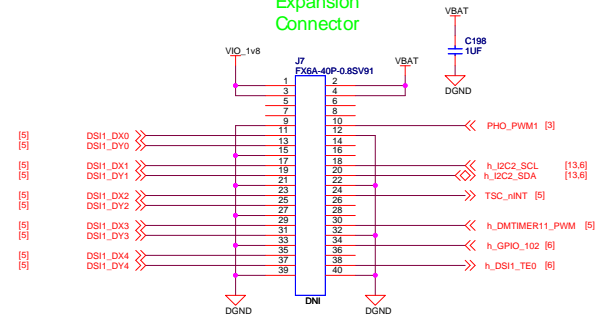 Expansion
Connector
VBAT
C198
1UF
DGND
VIO_1v8
J7
FX6A-40P-0.8SV91
VBAT
1 2
3 4
5 6
7 8
9 10 PHO_PWM1 [3]
[5] DSI1_DX0 11 12
[5] DSI1_DY0 13 14
15 16
[5] DSI1_DX1 17 18 h_I2C2_SCL [13,6]
[5] DSI1_DY1 19 20 h_I2C2_SDA [13,6]
21 22
[5] DSI1_DX2 23 24 TSC_nINT [5]
[5] DSI1_DY2 25 26
27 28
[5] DSI1_DX3 29 30 h_DMTIMER11_PWM [5]
[5] DSI1_DY3 31 32
33 34 h_GPIO_102 [6]
[5] DSI1_DX4 35 36
[5] DSI1_DY4 37 38 h_DSI1_TE0 [6]
39 40
DNI
DGND DGND